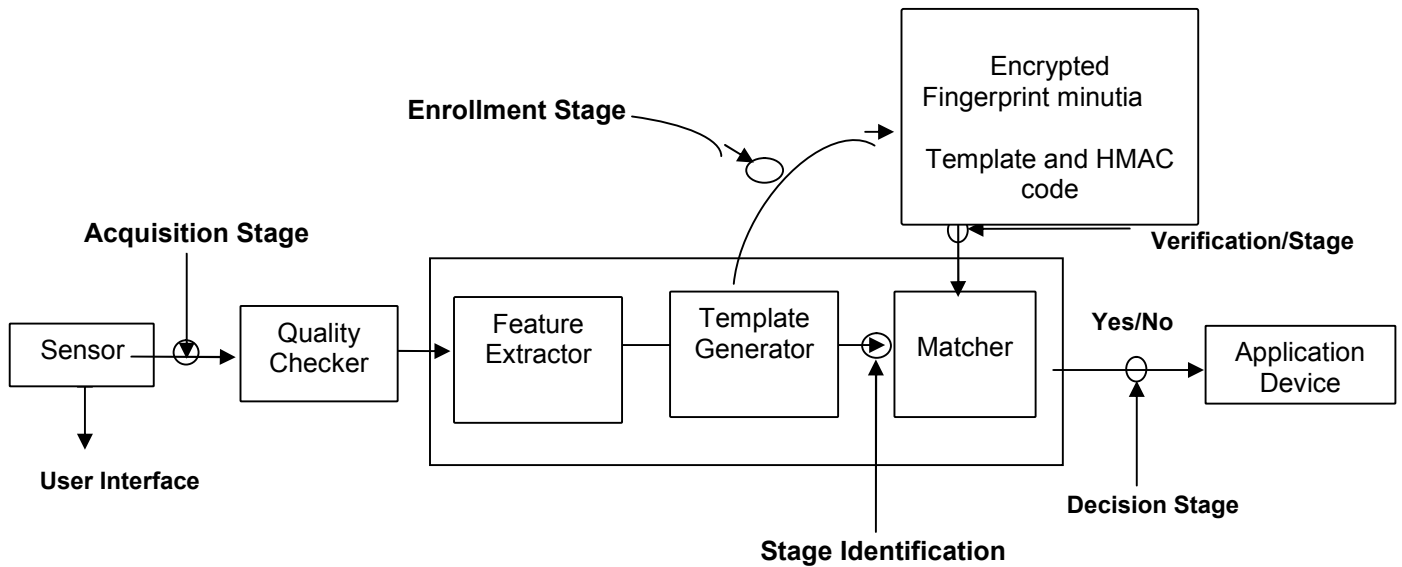 Encrypted
Fingerprint minutia
Template and HMAC
code
Enrollment Stage
Acquisition Stage
Verification/Stage
Sensor
Quality
Checker
Feature
Extractor
Template
Generator
Matcher
Yes/No
Application
Device
User Interface
Decision Stage
Stage Identification